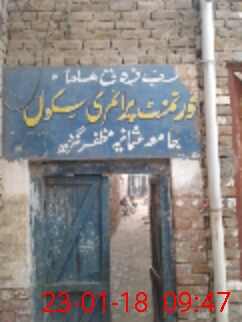 گورنمنٹ پرائمری سکول
جامعہ عثمانیہ مظفر گڑھ
23-01-18 09:47